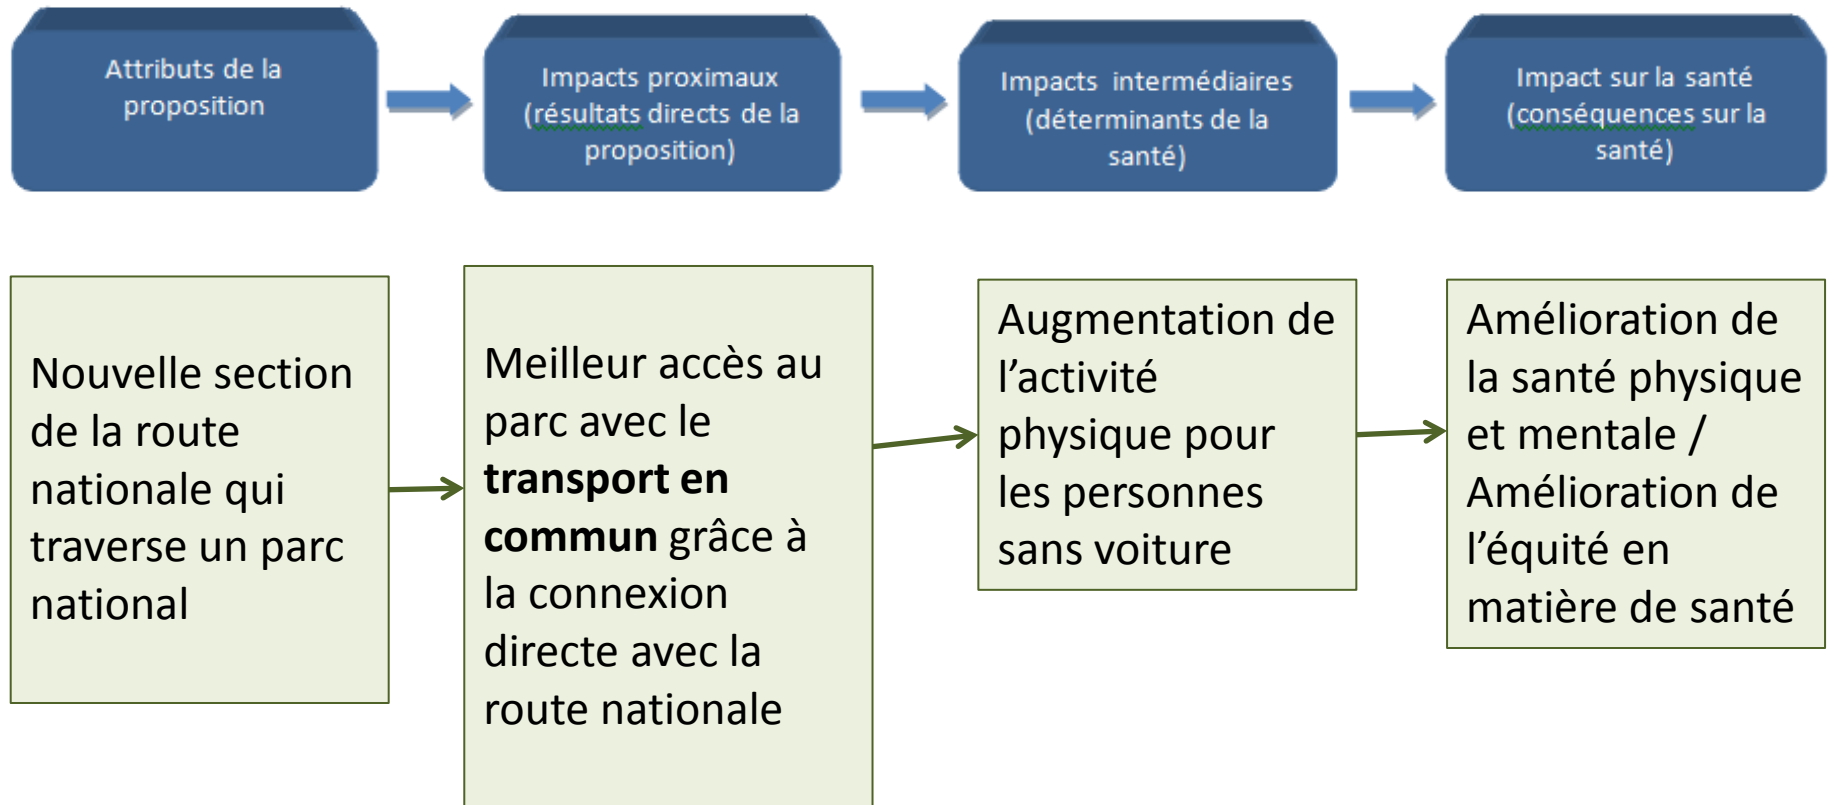 Attributs de la
proposition
Impacts proximaux
(résultats directs de la
proposition)
Impacts intermédiaires
(déterminants de la
santé)
Impact sur la santé
(conséquences sur la
santé)
Nouvelle section
de la route
nationale qui
traverse un parc
national
Meilleur accès au
parc avec le
transport en
commun grâce à
la connexion
directe avec la
route nationale
Augmentation de
l’activité
physique pour
les personnes
sans voiture
Amélioration de
la santé physique
et mentale /
Amélioration de
l’équité en
matière de santé